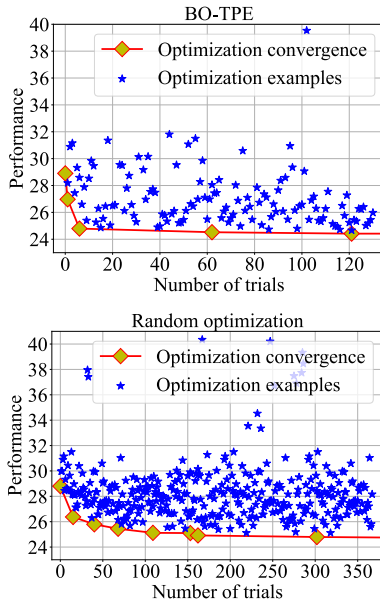 BO-TPE
40
38
36
34
32
30
28
26
24
Performance
Optimization convergence
Optimization examples
0 20 40 60 80 100 120
Number of trials
Random optimization
40
38
36
34
32
30
28
26
24
Performance
Optimization convergence
Optimization examples
0 50 100 150 200 250 300 350
Number of trials